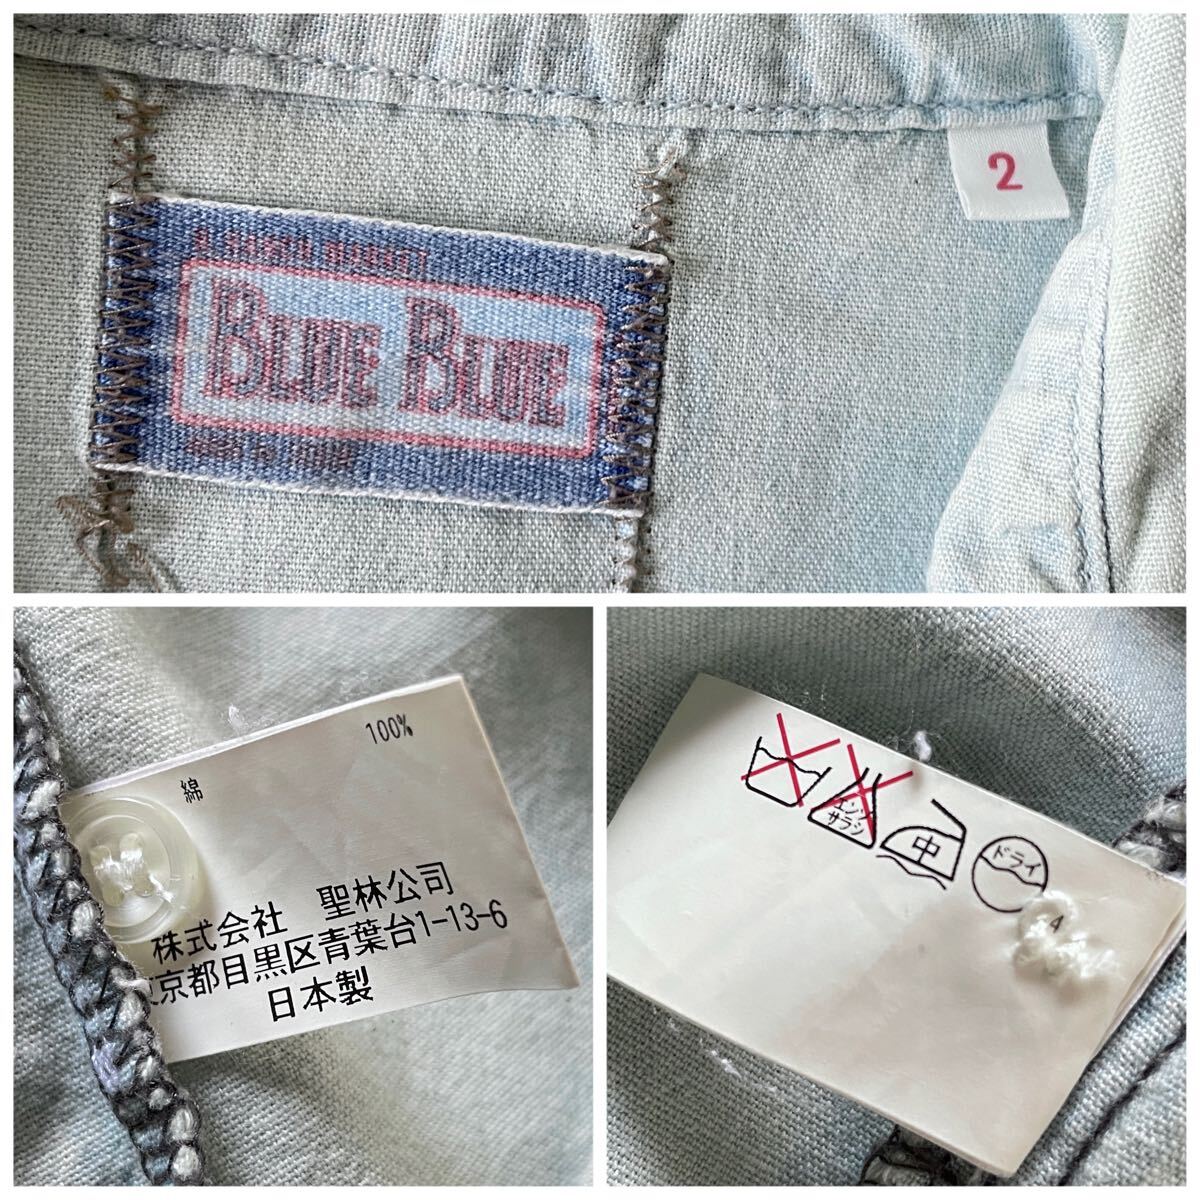 2
BLUE BLUE
綿 100%
株式会社 聖林公司
京都目黒区青葉台1-13-6
日本製
エンソ
サラシ
中
ドライ